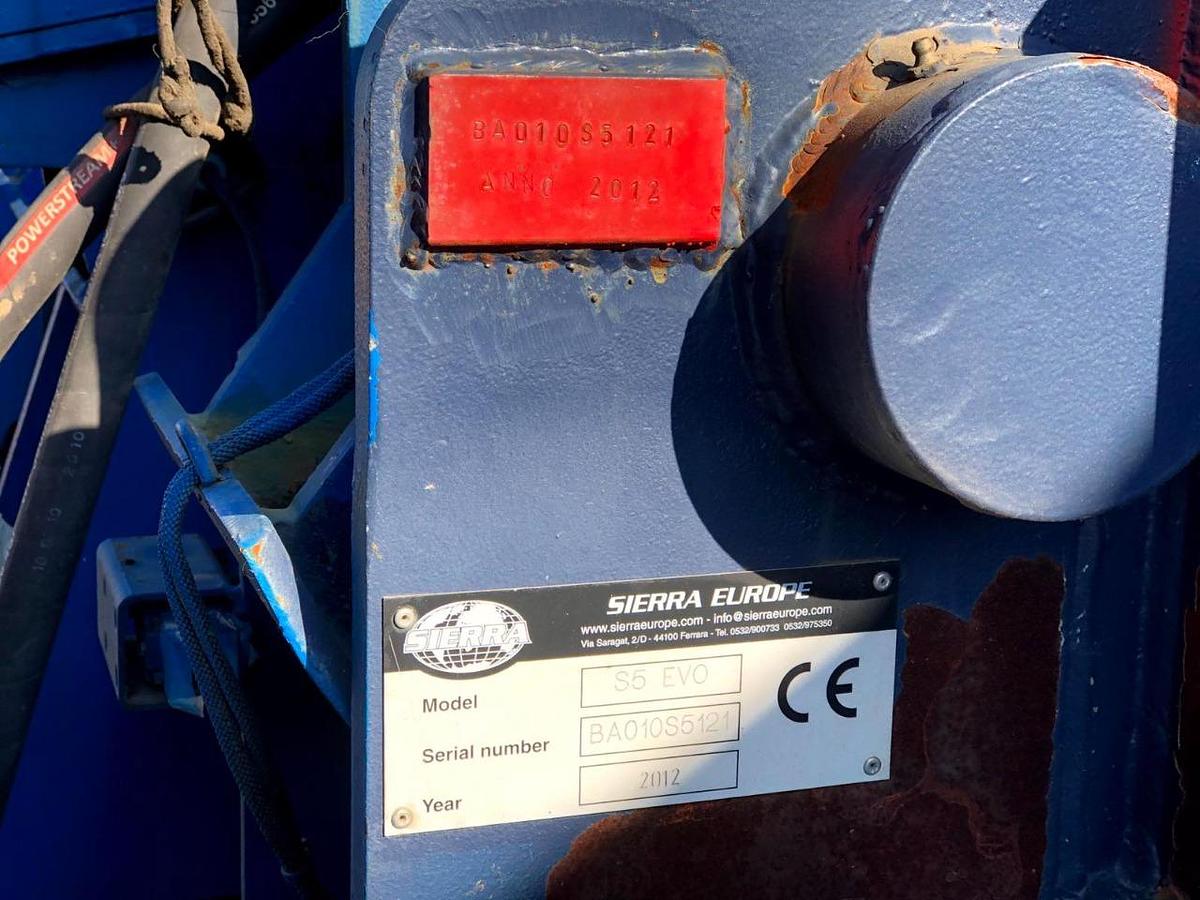 BA010S5121
ANNO 2012
POWERSTREAM
SIERRA
SIERRA EUROPE
www.sierraeurope.com - info@sierraeurope.com
Via Saragat, 2/D - 44100 Ferrara - Tel. 0532/900733 0532/975350
Model S5 EVO
Serial number BA010S5121
Year 2012
CE